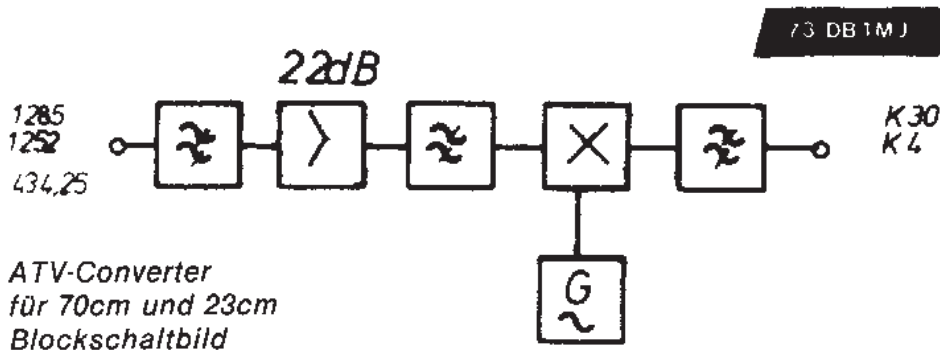 73 DB1MJ
22dB
1285
1252
434,25
K30
K4
G
ATV-Converter
für 70cm und 23cm
Blockschaltbild